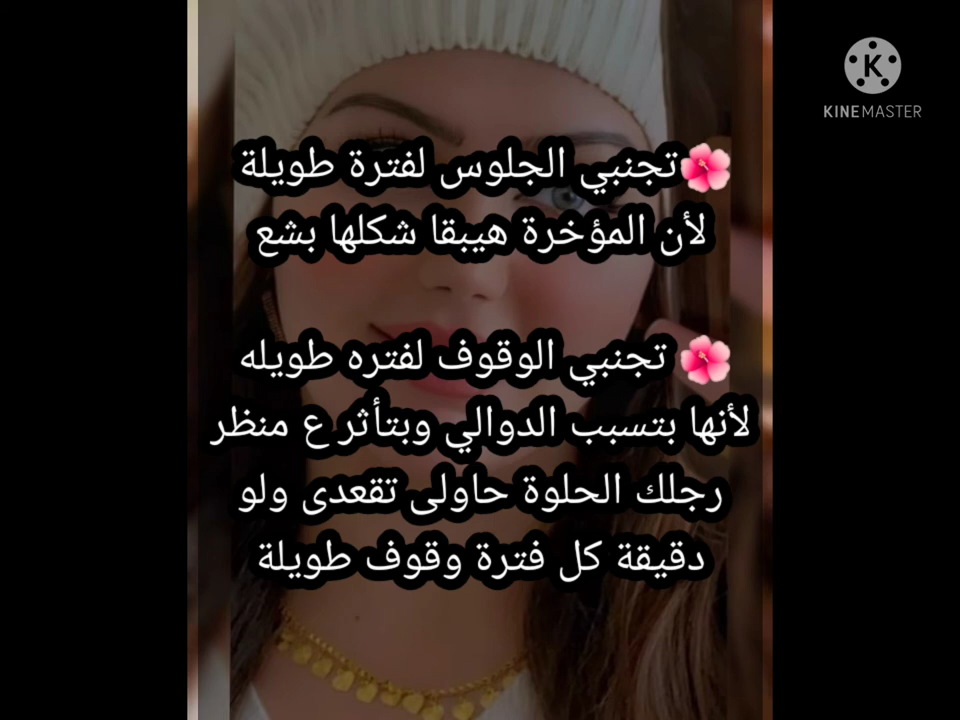 🌺تجنبي الجلوس لفترة طويلة
لأن المؤخرة هيبقا شكلها بشع
🌺 تجنبي الوقوف لفتره طويله
لأنها بتسبب الدوالي وبتأثر ع منظر
رجلك الحلوة حاولى تقعدى ولو
دقيقة كل فترة وقوف طويلة
K
KINEMASTER